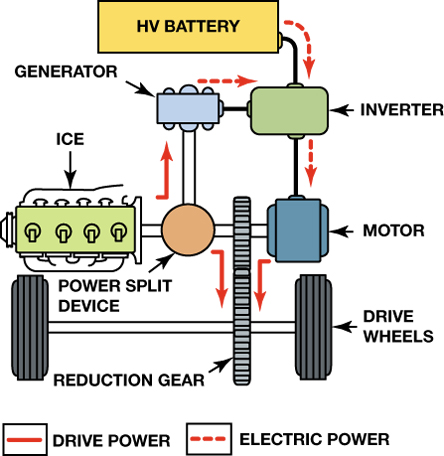 HV BATTERY
GENERATOR
INVERTER
ICE
MOTOR
POWER SPLIT
DEVICE
DRIVE
WHEELS
REDUCTION GEAR
DRIVE POWER
ELECTRIC POWER